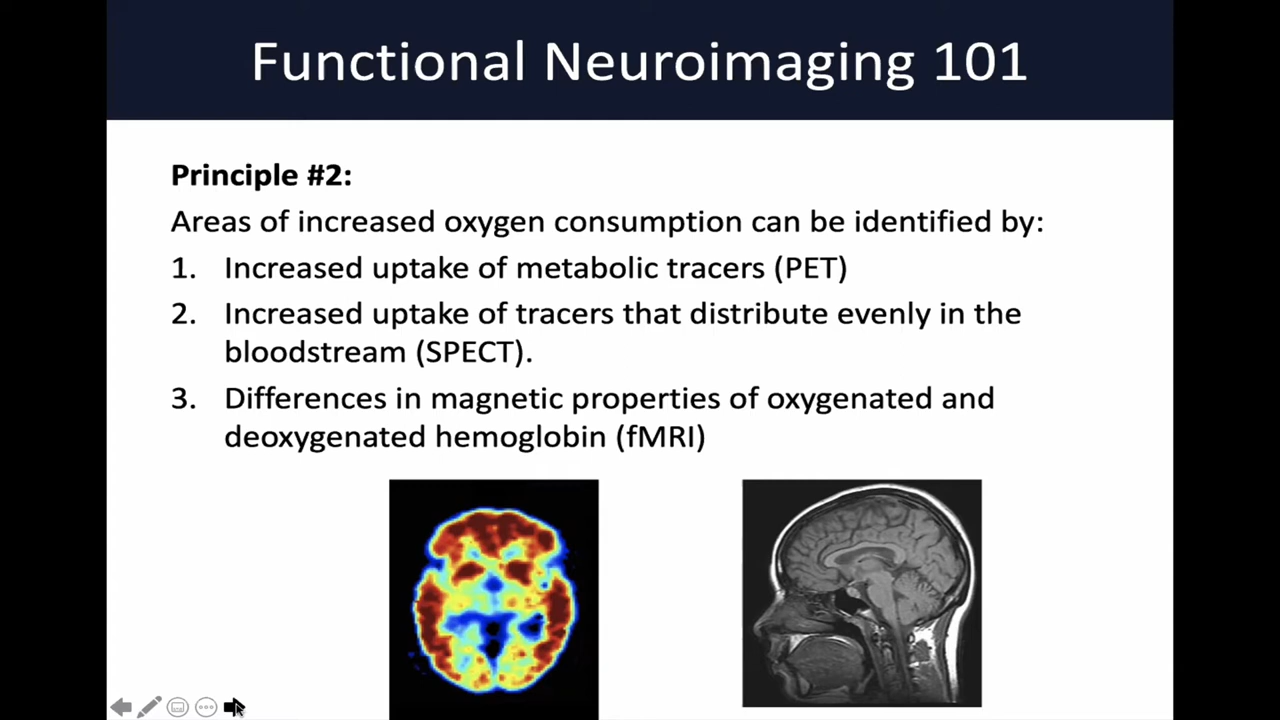 Functional Neuroimaging 101
Principle #2:
Areas of increased oxygen consumption can be identified by:
1. Increased uptake of metabolic tracers (PET)
2. Increased uptake of tracers that distribute evenly in the
bloodstream (SPECT).
3. Differences in magnetic properties of oxygenated and
deoxygenated hemoglobin (fMRI)